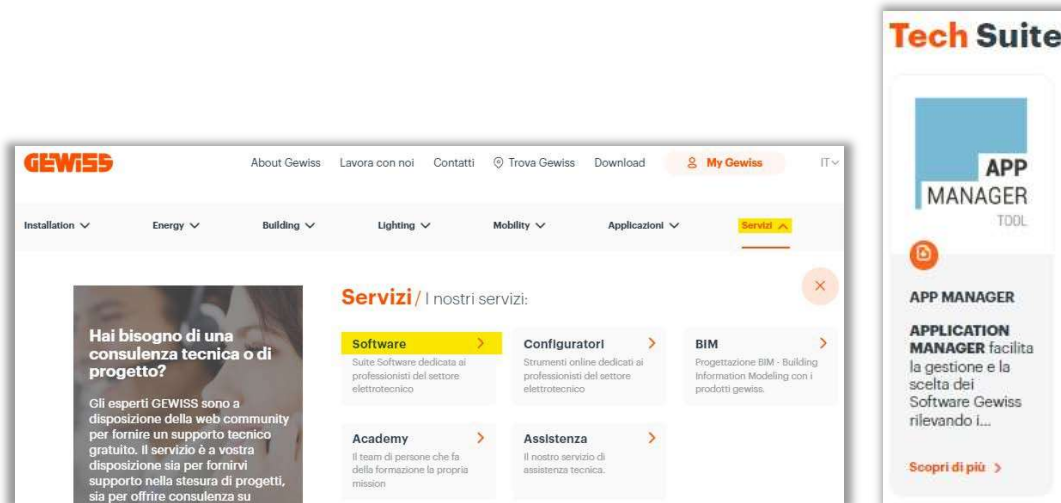 Tech Suite
APP
MANAGER
TOOL
APP MANAGER
APPLICATION
MANAGER facilita
la gestione e la
scelta dei
Software Gewiss
rilevando i...
Scopri di più
GEWISS
About Gewiss Lavora con noi Contatti Trova Gewiss Download My Gewiss IT
Installation Energy Building Lighting Mobility Applicazioni Servizi
Hai bisogno di una
consulenza tecnica o di
progetto?
Gli esperti GEWISS sono a
disposizione della web community
per fornire un supporto tecnico
gratuito. Il servizio è a vostra
disposizione sia per fornirvi
supporto nella stesura di progetti,
sia per offrire consulenza su
Servizi / I nostri servizi:
Software
Suite Software dedicata ai
professionisti del settore
elettrotecnico
Configuratori
Strumenti online dedicati ai
professionisti del settore
elettrotecnico
BIM
Progettazione BIM - Building
Information Modeling con i
prodotti gewiss.
Academy
Il team di persone che fa
della formazione la propria
mission
Assistenza
Il nostro servizio di
assistenza tecnica.